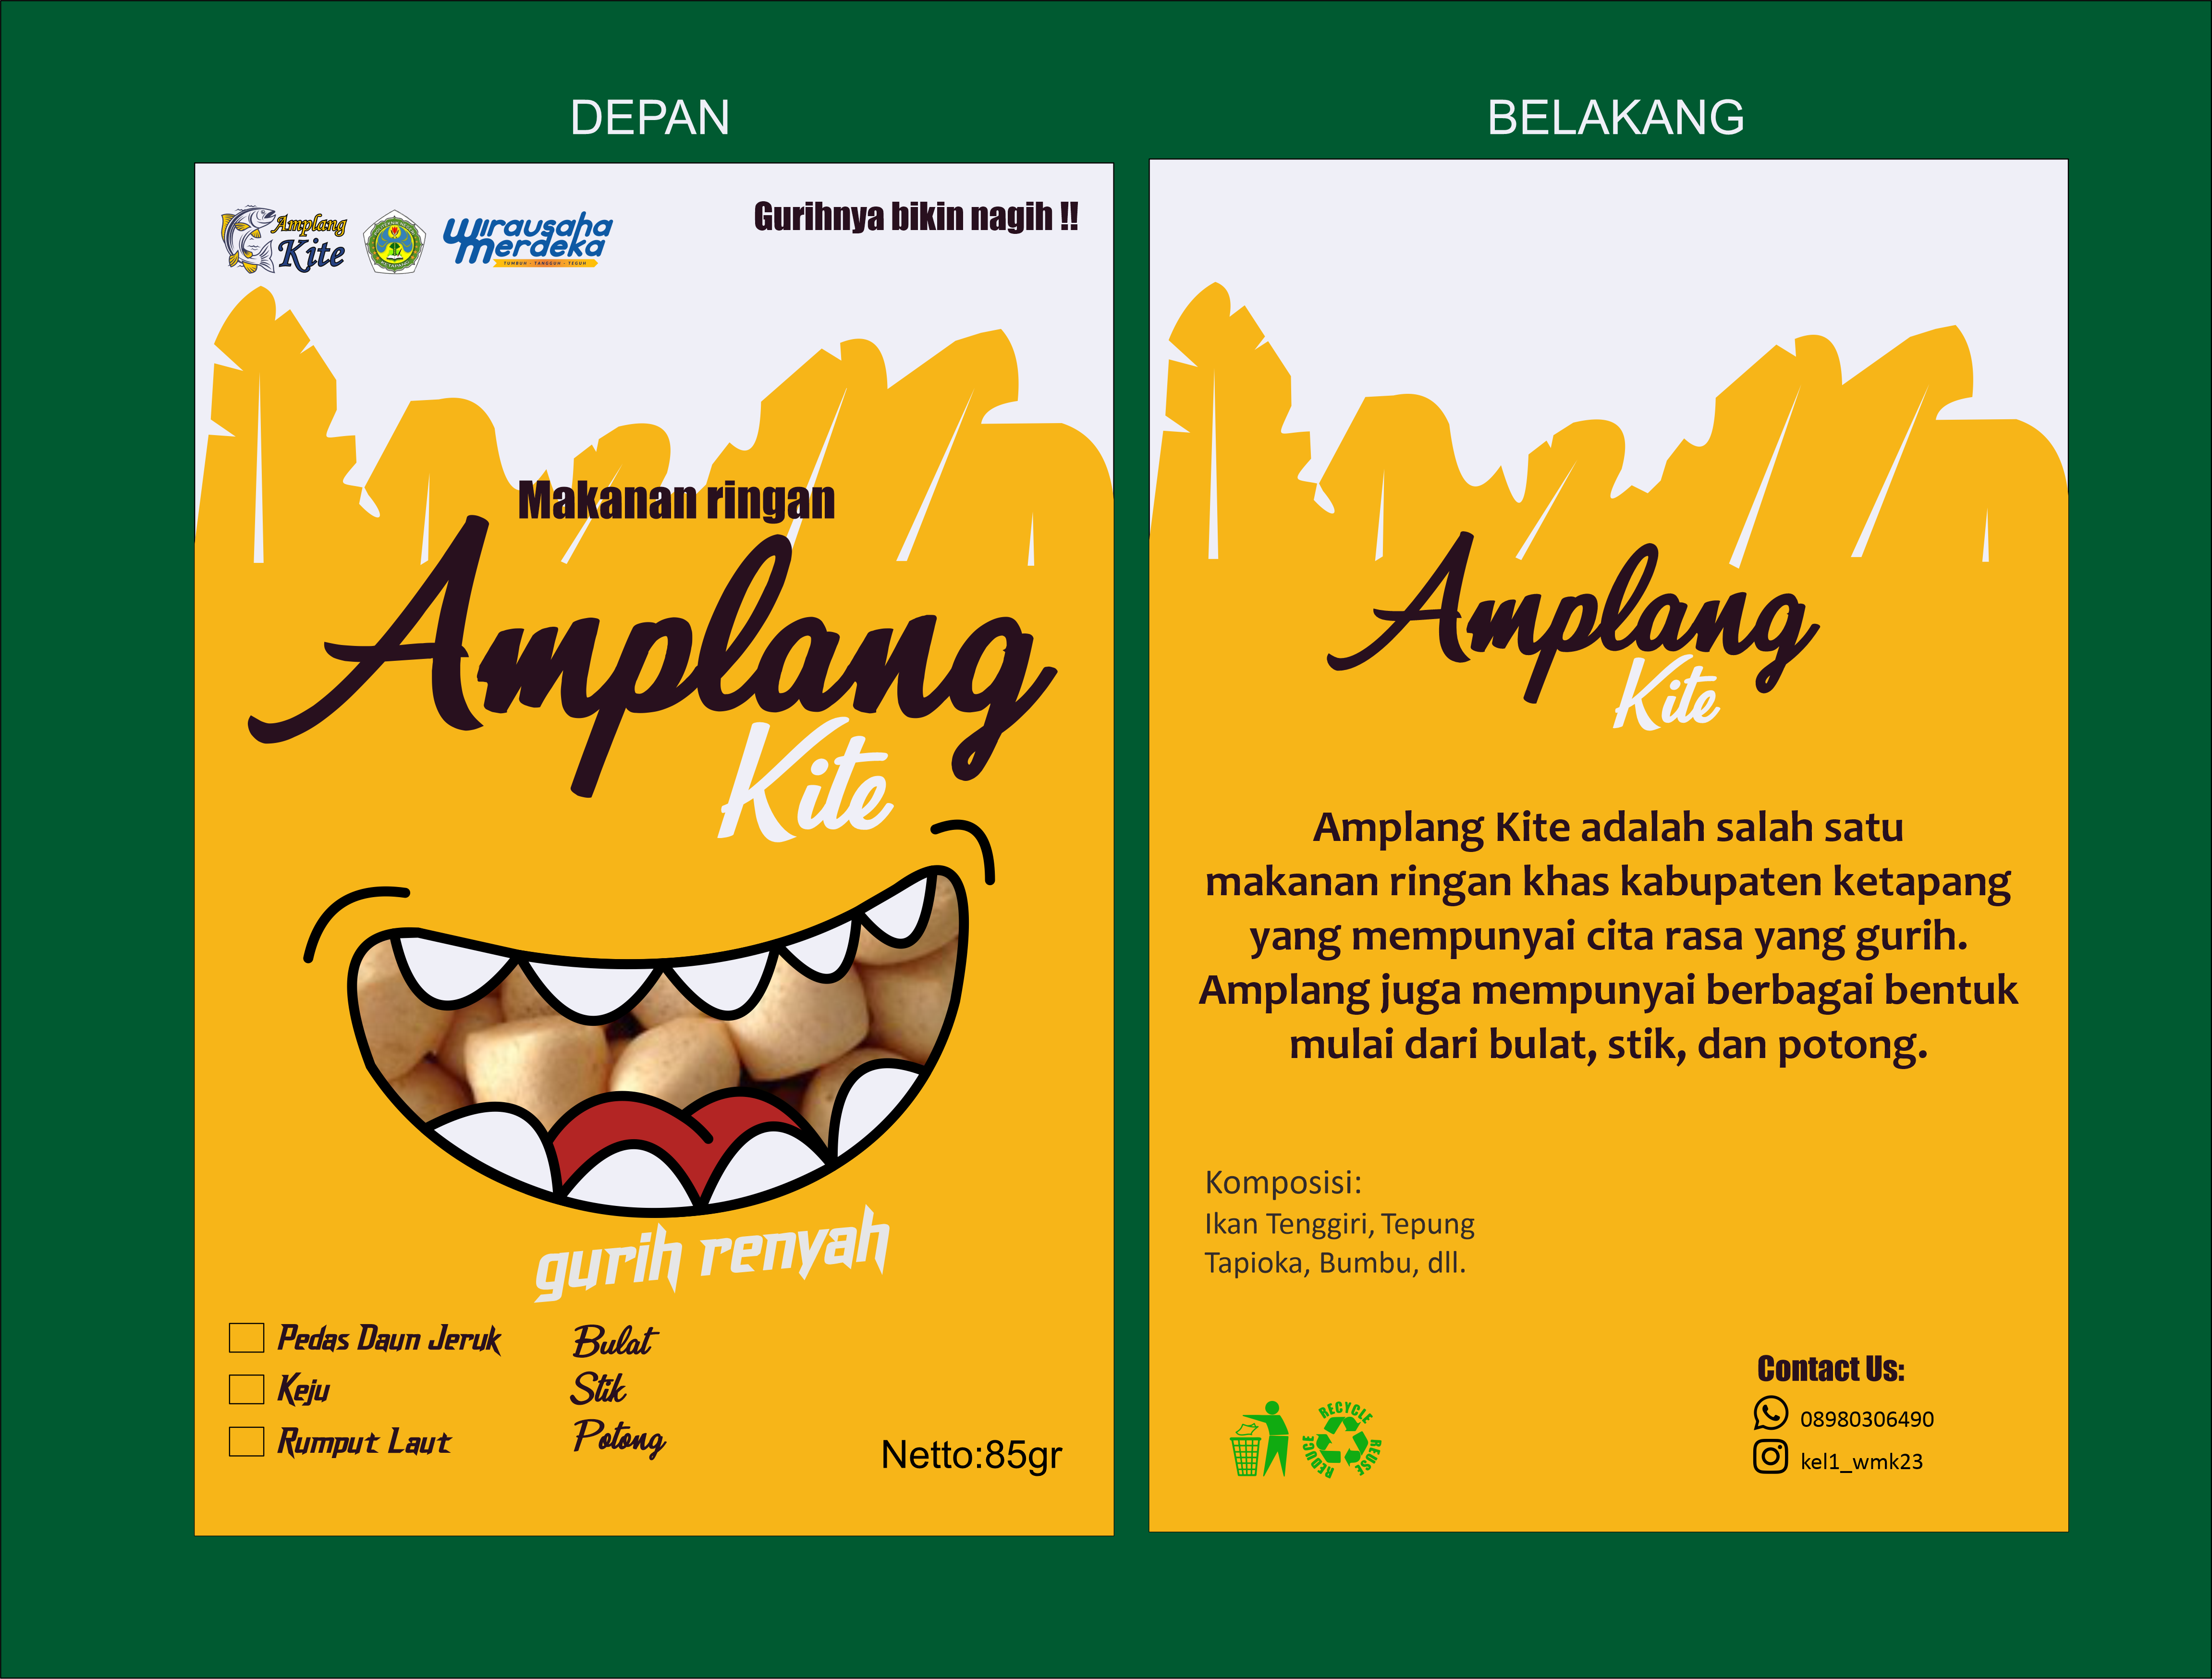 DEPAN
Amplang
Kite
wirausaha
merdeka
TUMBUH - TANGGUH - TEGUH
Gurihnya bikin nagih !!
Makanan ringan
Amplang
Kite
gurih renyah
Pedas Daun Jeruk
Keju
Rumput Laut
Bulat
Stik
Potong
Netto:85gr
BELAKANG
Amplang
Kite
Amplang Kite adalah salah satu
makanan ringan khas kabupaten ketapang
yang mempunyai cita rasa yang gurih.
Amplang juga mempunyai berbagai bentuk
mulai dari bulat, stik, dan potong.
Komposisi:
Ikan Tenggiri, Tepung
Tapioka, Bumbu, dll.
RECYCLE
REUSE
REDUCE
Contact Us:
08980306490
kel1_wmk23